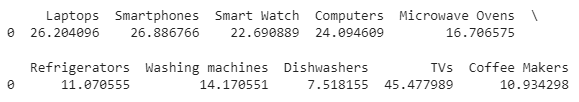 Laptops Smartphones Smart Watch Computers Microwave Ovens \
0 26.204096 26.886766 22.690889 24.094609 16.706575
Refrigerators Washing machines Dishwashers TVs Coffee Makers
0 11.070555 14.170551 7.518155 45.477989 10.934298